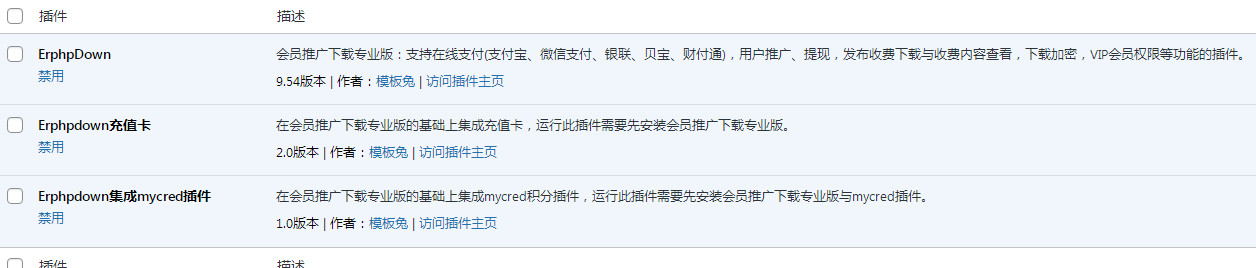 插件 描述
ErphpDown 会员推广下载专业版：支持在线支付(支付宝、微信支付、银联、贝宝、财付通)，用户推广、提现，发布收费下载与收费内容查看，下载加密，VIP会员权限等功能的插件。
禁用 9.54版本 | 作者：模板兔 | 访问插件主页
Erphpdown充值卡 在会员推广下载专业版的基础上集成充值卡，运行此插件需要先安装会员推广下载专业版。
禁用 2.0版本 | 作者：模板兔 | 访问插件主页
Erphpdown集成mycred插件 在会员推广下载专业版的基础上集成mycred积分插件，运行此插件需要先安装会员推广下载专业版与mycred插件。
禁用 1.0版本 | 作者：模板兔 | 访问插件主页
插件 描述